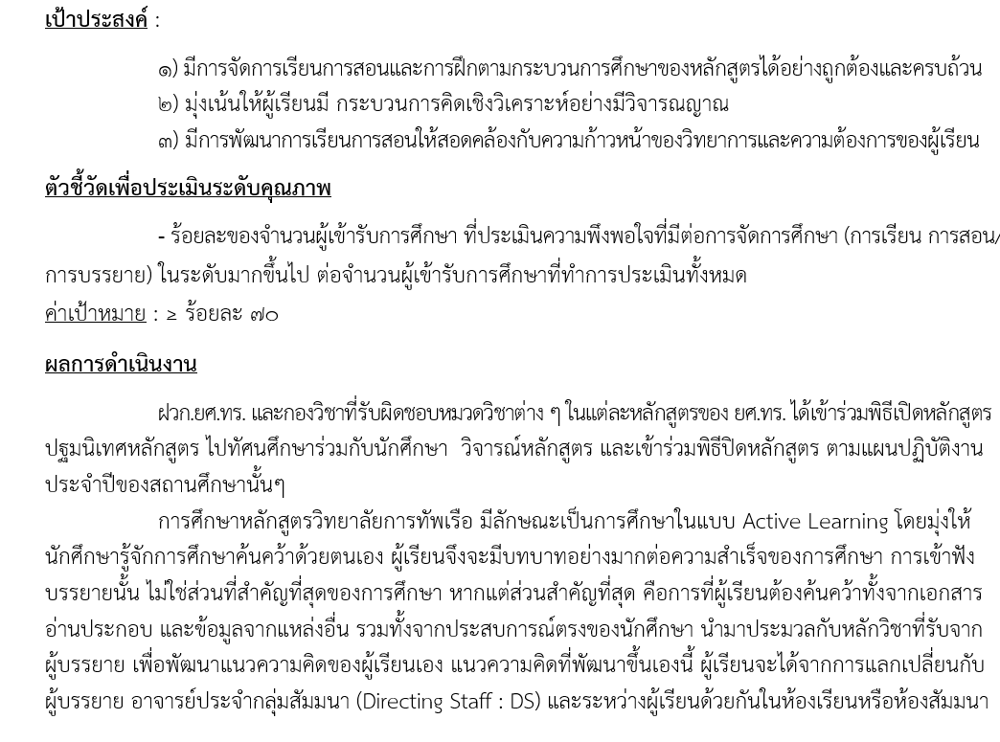 เป้าประสงค์ :
๑) มีการจัดการเรียนการสอนและการฝึกตามกระบวนการศึกษาของหลักสูตรได้อย่างถูกต้องและครบถ้วน
๒) มุ่งเน้นให้ผู้เรียนมี กระบวนการคิดเชิงวิเคราะห์อย่างมีวิจารณญาณ
๓) มีการพัฒนาการเรียนการสอนให้สอดคล้องกับความก้าวหน้าของวิทยาการและความต้องการของผู้เรียน
ตัวชี้วัดเพื่อประเมินระดับคุณภาพ
- ร้อยละของจำนวนผู้เข้ารับการศึกษา ที่ประเมินความพึงพอใจที่มีต่อการจัดการศึกษา (การเรียน การสอน/
การบรรยาย) ในระดับมากขึ้นไป ต่อจำนวนผู้เข้ารับการศึกษาที่ทำการประเมินทั้งหมด
ค่าเป้าหมาย : ≥ ร้อยละ ๗๐
ผลการดำเนินงาน
ฝวก.ยศ.ทร. และกองวิชาที่รับผิดชอบหมวดวิชาต่าง ๆ ในแต่ละหลักสูตรของ ยศ.ทร. ได้เข้าร่วมพิธีเปิดหลักสูตร
ปฐมนิเทศหลักสูตร ไปทัศนศึกษาร่วมกับนักศึกษา  วิจารณ์หลักสูตร และเข้าร่วมพิธีปิดหลักสูตร ตามแผนปฏิบัติงาน
ประจำปีของสถานศึกษานั้นๆ
การศึกษาหลักสูตรวิทยาลัยการทัพเรือ มีลักษณะเป็นการศึกษาในแบบ Active Learning โดยมุ่งให้
นักศึกษารู้จักการศึกษาค้นคว้าด้วยตนเอง ผู้เรียนจึงจะมีบทบาทอย่างมากต่อความสำเร็จของการศึกษา การเข้าฟัง
บรรยายนั้น ไม่ใช่ส่วนที่สำคัญที่สุดของการศึกษา หากแต่ส่วนสำคัญที่สุด คือการที่ผู้เรียนต้องค้นคว้าทั้งจากเอกสาร
อ่านประกอบ และข้อมูลจากแหล่งอื่น รวมทั้งจากประสบการณ์ตรงของนักศึกษา นำมาประมวลกับหลักวิชาที่รับจาก
ผู้บรรยาย เพื่อพัฒนาแนวความคิดของผู้เรียนเอง แนวความคิดที่พัฒนาขึ้นเองนี้ ผู้เรียนจะได้จากการแลกเปลี่ยนกับ
ผู้บรรยาย อาจารย์ประจำกลุ่มสัมมนา (Directing Staff : DS) และระหว่างผู้เรียนด้วยกันในห้องเรียนหรือห้องสัมมนา